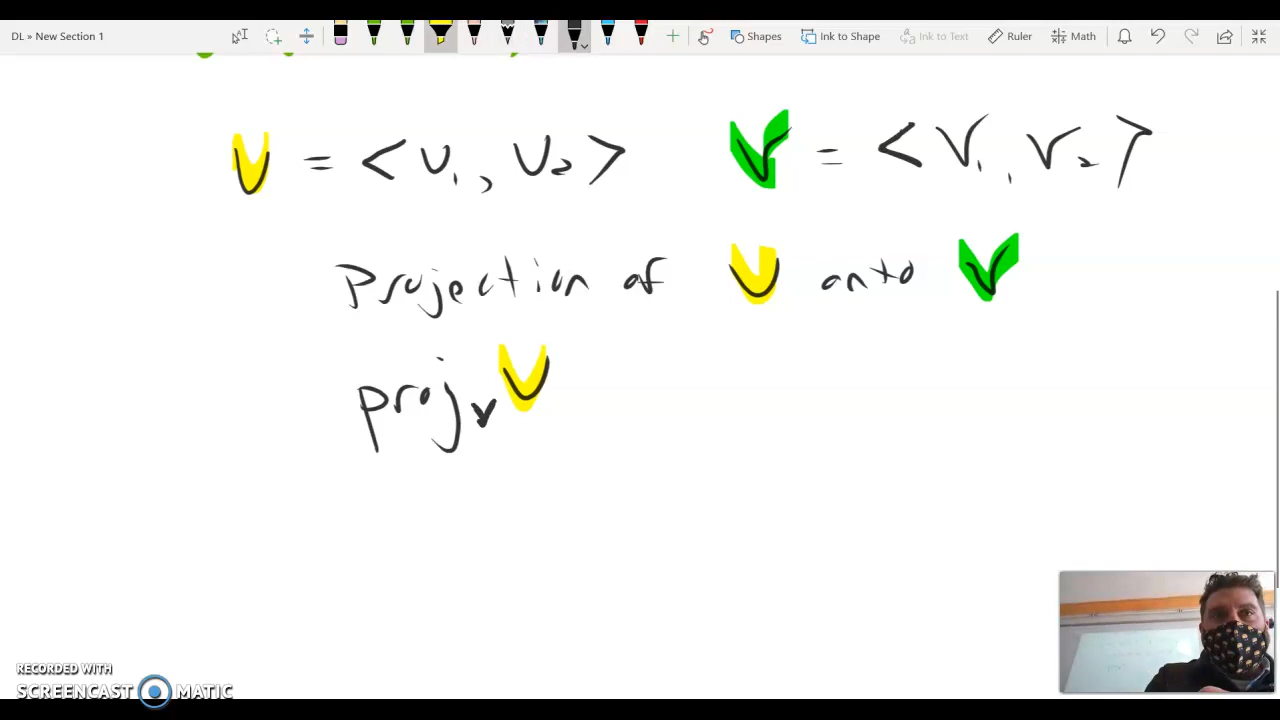 DL » New Section 1
Shapes
Ink to Shape
Ink to Text
Ruler
Math
U = <U₁, U₂>
V = <V₁, V₂>
Projection of U onto V
projᵥU
RECORDED WITH
SCREENCAST MATIC